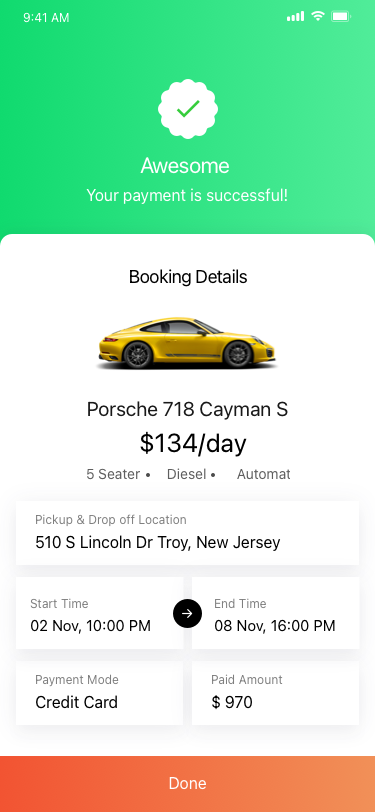 9:41 AM
Awesome
Your payment is successful!
Booking Details
Porsche 718 Cayman S
$134/day
5 Seater • Diesel • Automat
Pickup & Drop off Location
510 S Lincoln Dr Troy, New Jersey
Start Time
02 Nov, 10:00 PM
End Time
08 Nov, 16:00 PM
Payment Mode
Credit Card
Paid Amount
$ 970
Done